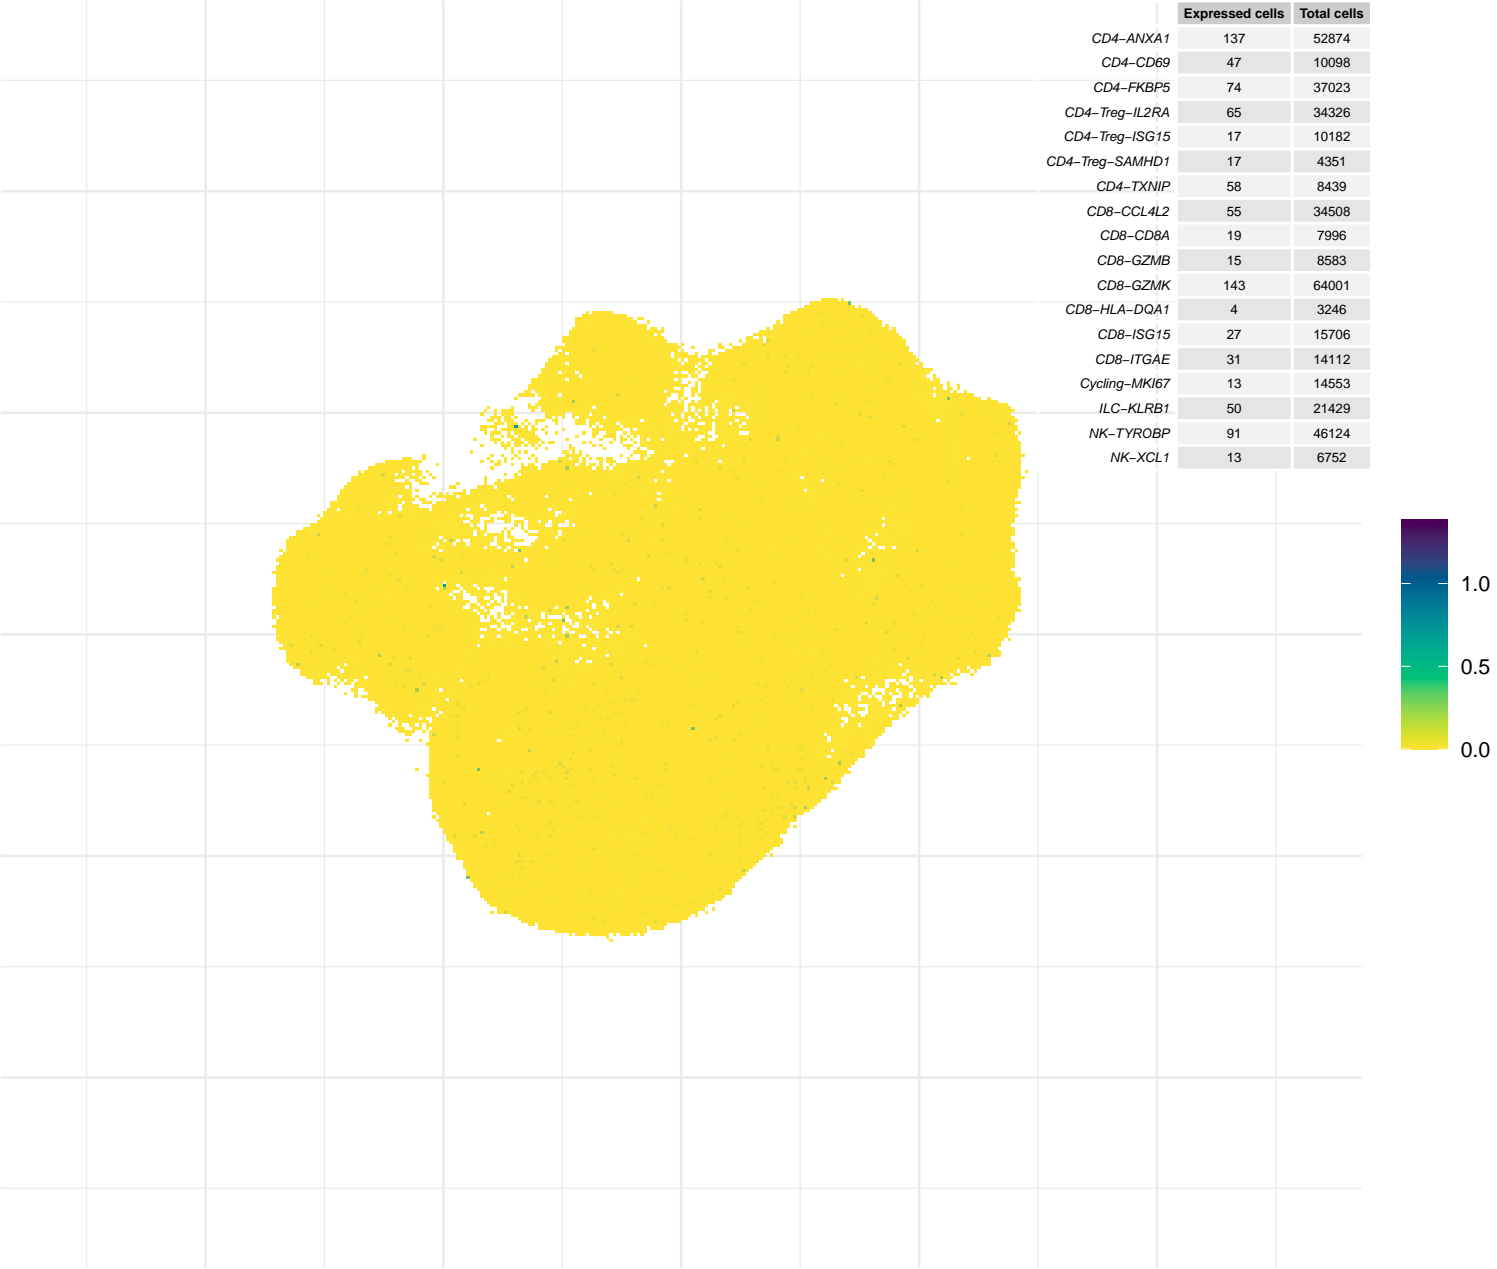 Expressed cells Total cells
CD4−ANXA1 137 52874
CD4−CD69 47 10098
CD4−FKBP5 74 37023
CD4−Treg−IL2RA 65 34326
CD4−Treg−ISG15 17 10182
CD4−Treg−SAMHD1 17 4351
CD4−TXNIP 58 8439
CD8−CCL4L2 55 34508
CD8−CD8A 19 7996
CD8−GZMB 15 8583
CD8−GZMK 143 64001
CD8−HLA−DQA1 4 3246
CD8−ISG15 27 15706
CD8−ITGAE 31 14112
Cycling−MKI67 13 14553
ILC−KLRB1 50 21429
NK−TYROBP 91 46124
NK−XCL1 13 6752
1.0
0.5
0.0